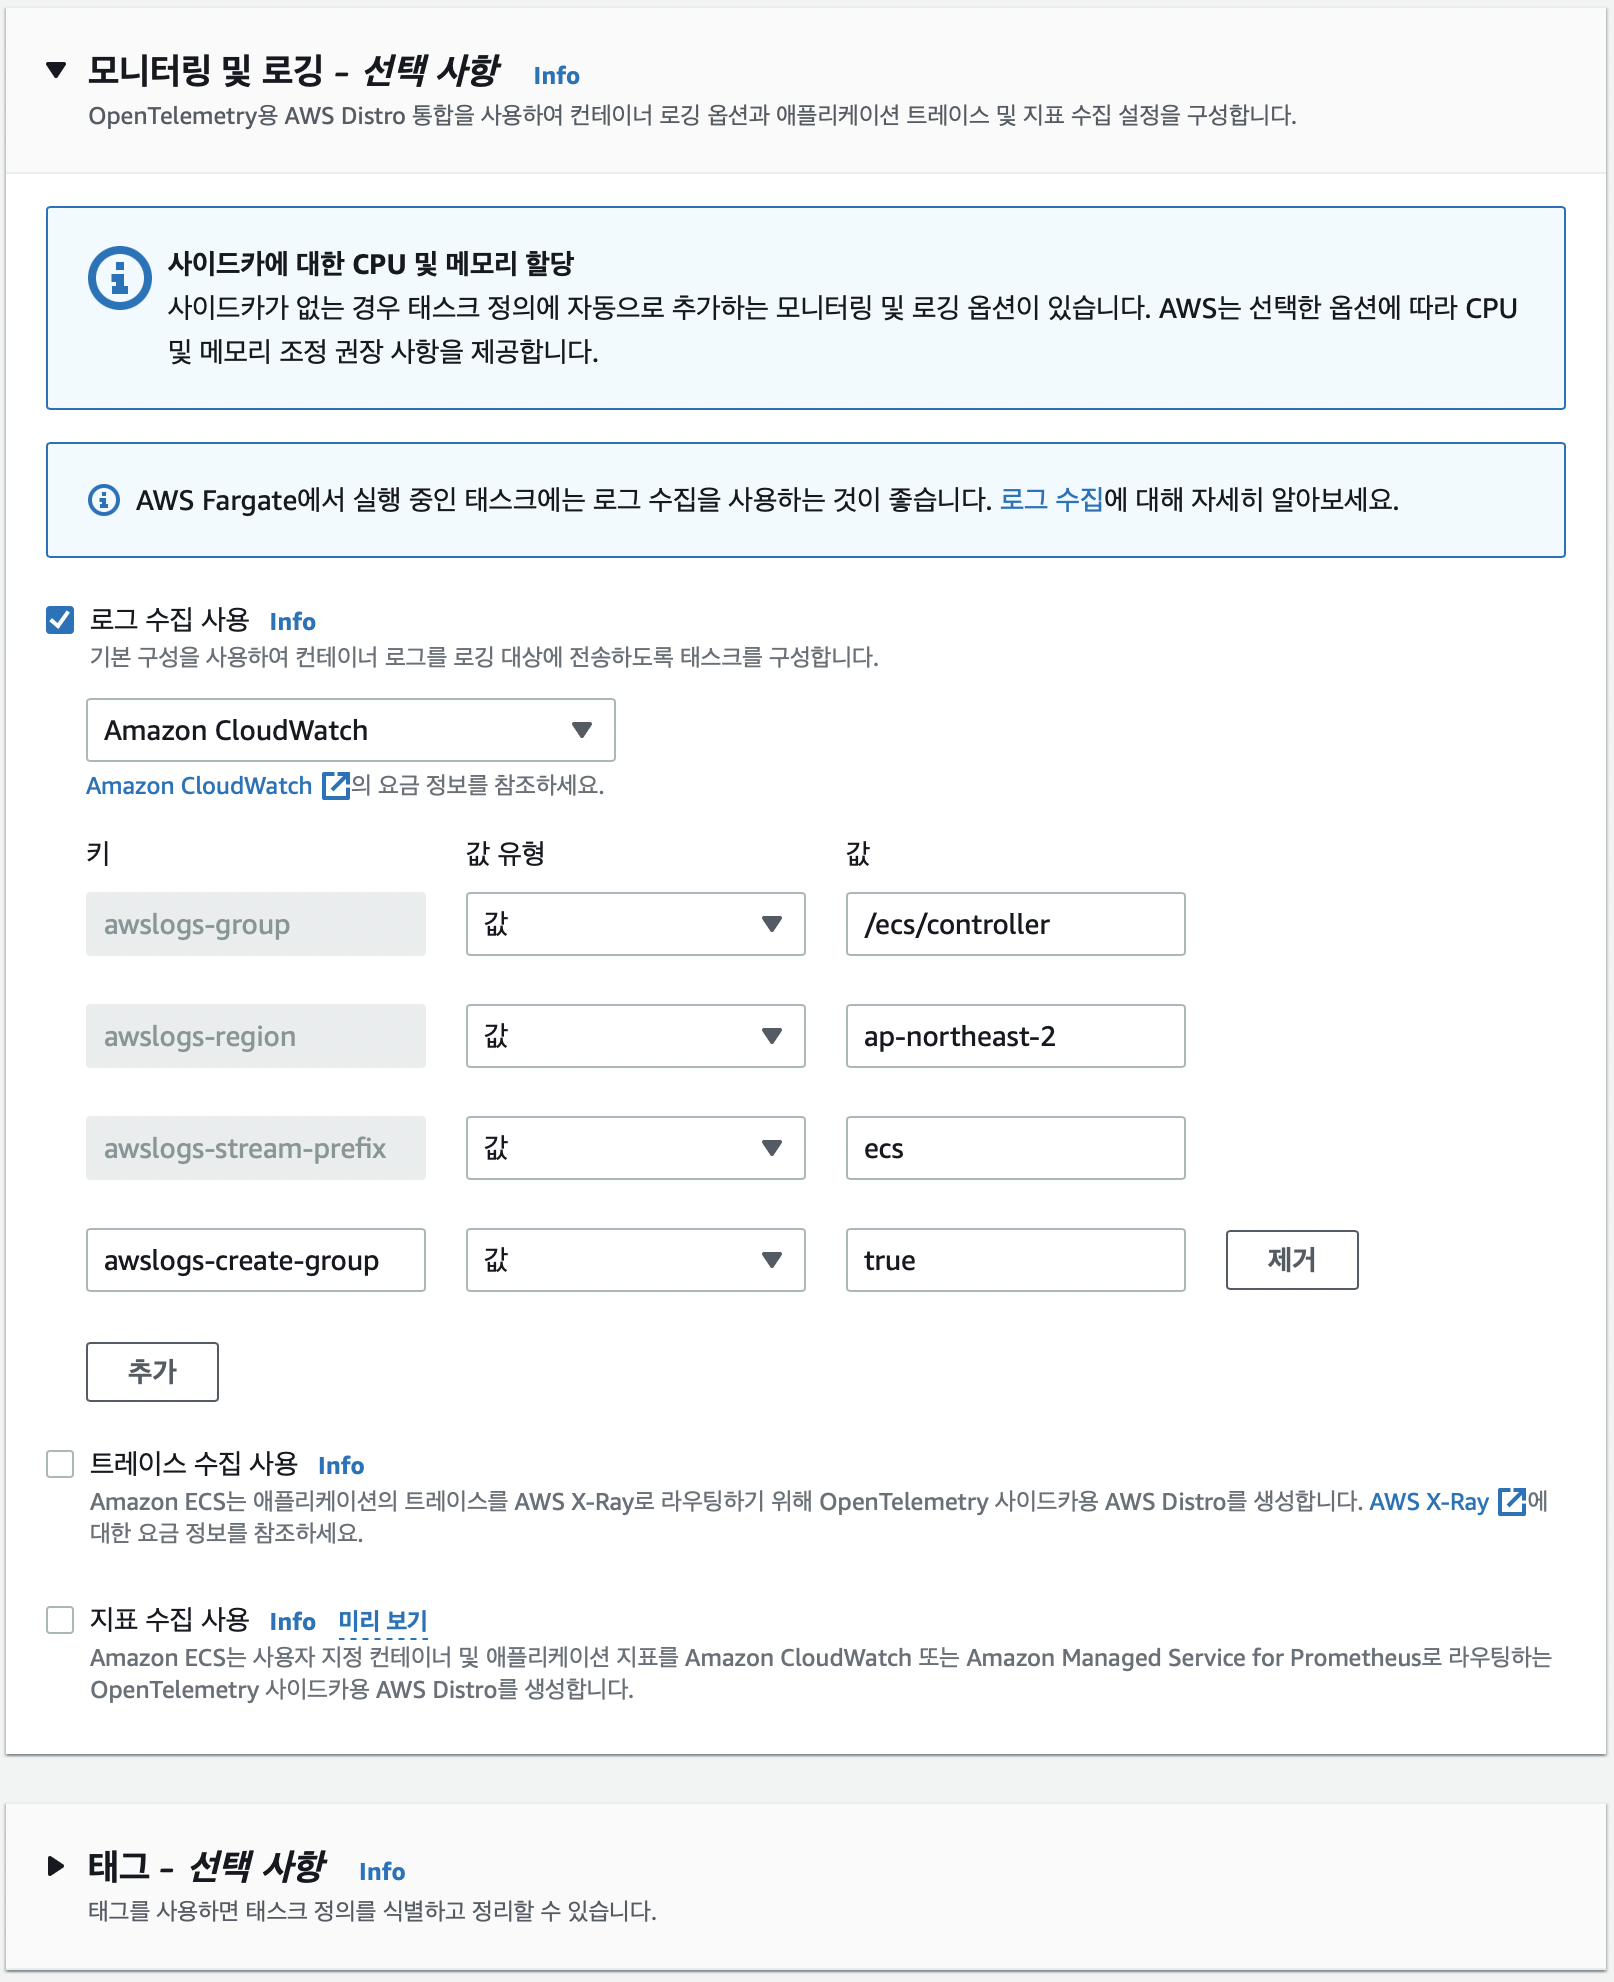 모니터링 및 로깅 - 선택 사항 Info
OpenTelemetry용 AWS Distro 통합을 사용하여 컨테이너 로깅 옵션과 애플리케이션 트레이스 및 지표 수집 설정을 구성합니다.
사이드카에 대한 CPU 및 메모리 할당
사이드카가 없는 경우 태스크 정의에 자동으로 추가하는 모니터링 및 로깅 옵션이 있습니다. AWS는 선택한 옵션에 따라 CPU
및 메모리 조정 권장 사항을 제공합니다.
AWS Fargate에서 실행 중인 태스크에는 로그 수집을 사용하는 것이 좋습니다. 로그 수집에 대해 자세히 알아보세요.
로그 수집 사용 Info
기본 구성을 사용하여 컨테이너 로그를 로깅 대상에 전송하도록 태스크를 구성합니다.
Amazon CloudWatch
Amazon CloudWatch 의 요금 정보를 참조하세요.
키 값 유형 값
awslogs-group 값 /ecs/controller
awslogs-region 값 ap-northeast-2
awslogs-stream-prefix 값 ecs
awslogs-create-group 값 true 제거
추가
트레이스 수집 사용 Info
Amazon ECS는 애플리케이션의 트레이스를 AWS X-Ray로 라우팅하기 위해 OpenTelemetry 사이드카용 AWS Distro를 생성합니다. AWS X-Ray 에
대한 요금 정보를 참조하세요.
지표 수집 사용 Info 미리 보기
Amazon ECS는 사용자 지정 컨테이너 및 애플리케이션 지표를 Amazon CloudWatch 또는 Amazon Managed Service for Prometheus로 라우팅하는
OpenTelemetry 사이드카용 AWS Distro를 생성합니다.
태그 - 선택 사항 Info
태그를 사용하면 태스크 정의를 식별하고 정리할 수 있습니다.